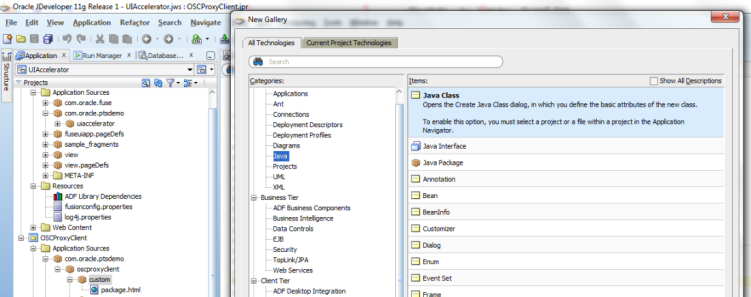 Oracle JDeveloper 11g Release 1 - UIAccelerator.jws : OSCProxyClient.jpr
File Edit View Application Refactor Search Navigate
Application
Run Manager
Database...
UIAccelerator
Projects
Application Sources
com.oracle.fuse
com.oracle.ptsdemo
uiaccelerator
fuseuiapp.pageDefs
sample_fragments
view
view.pageDefs
META-INF
Resources
ADF Library Dependencies
fusionconfig.properties
log4j.properties
Web Content
OSCProxyClient
Application Sources
com.oracle.ptsdemo
oscproxyclient
custom
package.html
Structure
New Gallery
All Technologies
Current Project Technologies
Search
Categories:
Applications
Ant
Connections
Deployment Descriptors
Deployment Profiles
Diagrams
Java
Projects
UML
XML
Business Tier
ADF Business Components
Business Intelligence
Data Controls
EJB
Security
TopLink/JPA
Web Services
Client Tier
ADF Desktop Integration
Items:
Show All Descriptions
Java Class
Opens the Create Java Class dialog, in which you define the basic attributes of the new class.
To enable this option, you must select a project or a file within a project in the Application
Navigator.
Java Interface
Java Package
Annotation
Bean
BeanInfo
Customizer
Dialog
Enum
Event Set
Frame